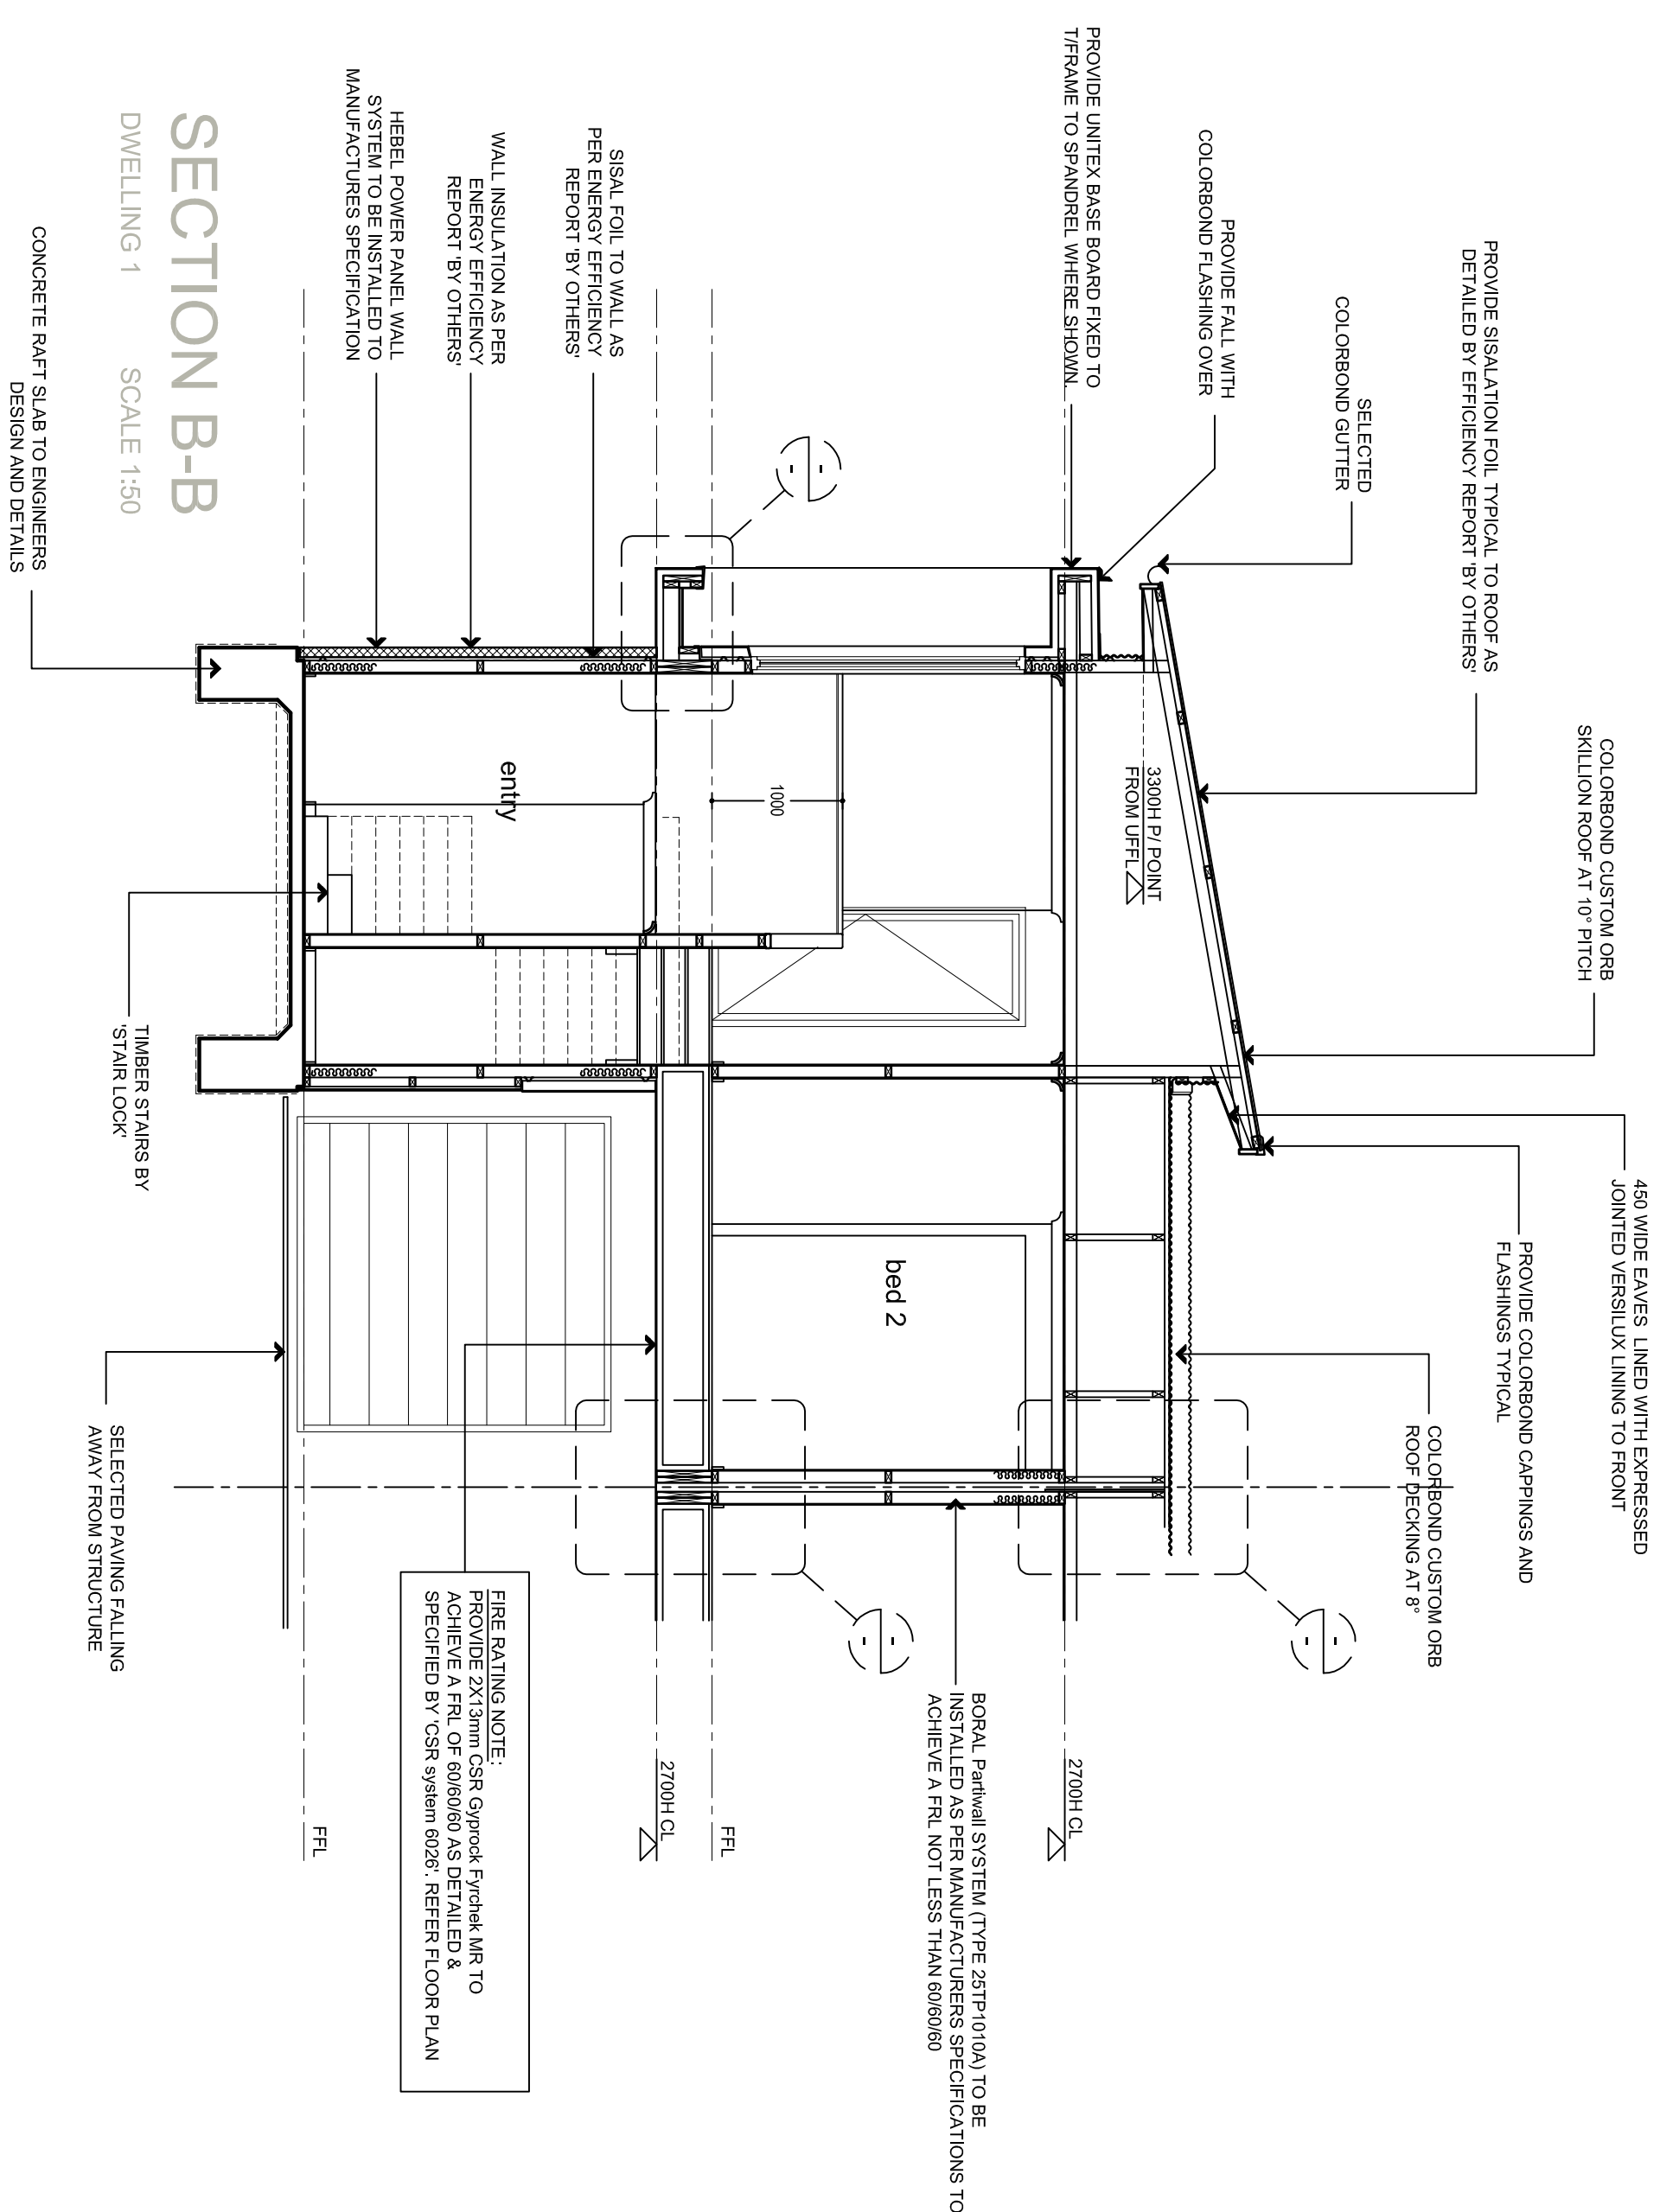 450 WIDE EAVES LINED WITH EXPRESSED
JOINTED VERSILUX LINING TO FRONT
COLORBOND CUSTOM ORB
SKILLION ROOF AT 10° PITCH
PROVIDE COLORBOND CAPPINGS AND
FLASHINGS TYPICAL
PROVIDE SISALATION FOIL TYPICAL TO ROOF AS
DETAILED BY EFFICIENCY REPORT 'BY OTHERS'
COLORBOND CUSTOM ORB
ROOF DECKING AT 8°
SELECTED
COLORBOND GUTTER
PROVIDE FALL WITH
COLORBOND FLASHING OVER
3300H P/ POINT
FROM UFFL
PROVIDE UNITEX BASE BOARD FIXED TO
T/FRAME TO SPANDREL WHERE SHOWN.
2700H CL
BORAL Partiwall SYSTEM (TYPE 25TP1010A) TO BE
INSTALLED AS PER MANUFACTURERS SPECIFICATIONS TO
ACHIEVE A FRL NOT LESS THAN 60/60/60
bed 2
1000
FFL
2700H CL
SISAL FOIL TO WALL AS
PER ENERGY EFFICIENCY
REPORT 'BY OTHERS'
entry
WALL INSULATION AS PER
ENERGY EFFICIENCY
REPORT 'BY OTHERS'
FIRE RATING NOTE:
PROVIDE 2X13mm CSR Gyprock Fyrchek MR TO
ACHIEVE A FRL OF 60/60/60 AS DETAILED &
SPECIFIED BY 'CSR system 6026'. REFER FLOOR PLAN
HEBEL POWER PANEL WALL
SYSTEM TO BE INSTALLED TO
MANUFACTURES SPECIFICATION
FFL
SECTION B-B
DWELLING 1 SCALE 1:50
TIMBER STAIRS BY
'STAIR LOCK'
SELECTED PAVING FALLING
AWAY FROM STRUCTURE
CONCRETE RAFT SLAB TO ENGINEERS
DESIGN AND DETAILS